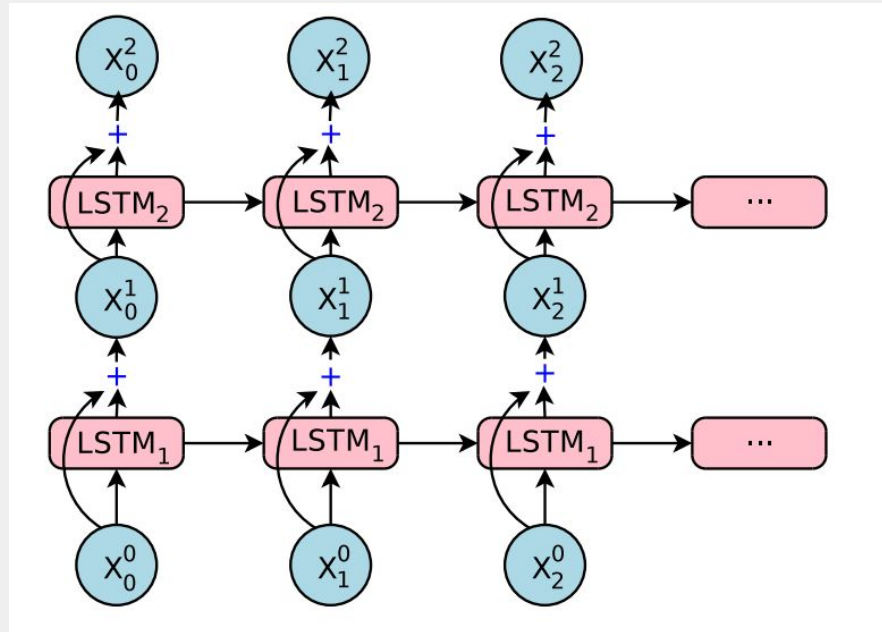 X₀² X₁² X₂²
+ + +
LSTM₂ LSTM₂ LSTM₂ ...
X₀¹ X₁¹ X₂¹
+ + +
LSTM₁ LSTM₁ LSTM₁ ...
X₀⁰ X₁⁰ X₂⁰